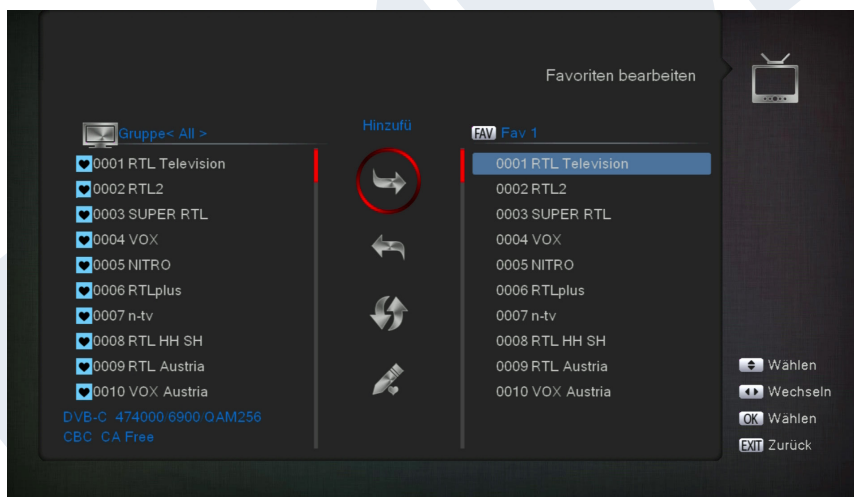 Favoriten bearbeiten
Gruppe< All >
Hinzufü
FAV Fav 1
0001 RTL Television
0002 RTL2
0003 SUPER RTL
0004 VOX
0005 NITRO
0006 RTLplus
0007 n-tv
0008 RTL HH SH
0009 RTL Austria
0010 VOX Austria
DVB-C 474000/6900/QAM256
CBC CA Free
0001 RTL Television
0002 RTL2
0003 SUPER RTL
0004 VOX
0005 NITRO
0006 RTLplus
0007 n-tv
0008 RTL HH SH
0009 RTL Austria
0010 VOX Austria
Wählen
Wechseln
OK Wählen
EXIT Zurück